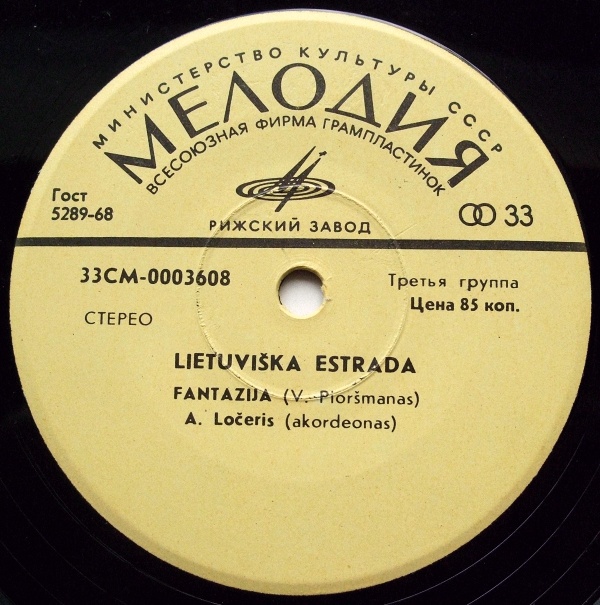 МИНИСТЕРСТВО КУЛЬТУРЫ СССР
МЕЛОДИЯ
ВСЕСОЮЗНАЯ ФИРМА ГРАМПЛАСТИНОК
Гост
5289-68
33
РИЖСКИЙ ЗАВОД
33СМ-0003608
Третья группа
Цена 85 коп.
СТЕРЕО
LIETUVIŠKA ESTRADA
FANTAZIJA (V. Pioršmanas)
A. Ločeris (akordeonas)